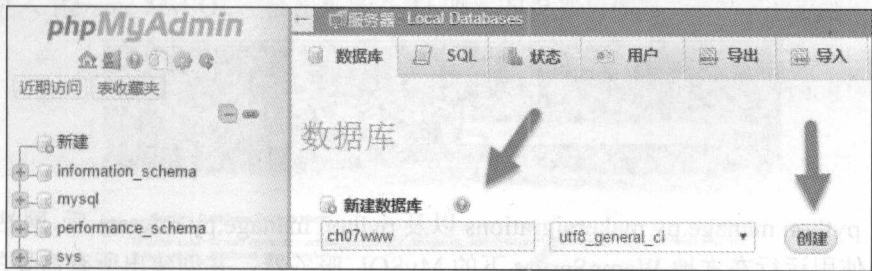 phpMyAdmin
近期访问 表收藏夹
新建
information_schema
mysql
performance_schema
sys
服务器 Local Databases
数据库 SQL 状态 用户 导出 导入
数据库
新建数据库
ch07www utf8_general_ci 创建